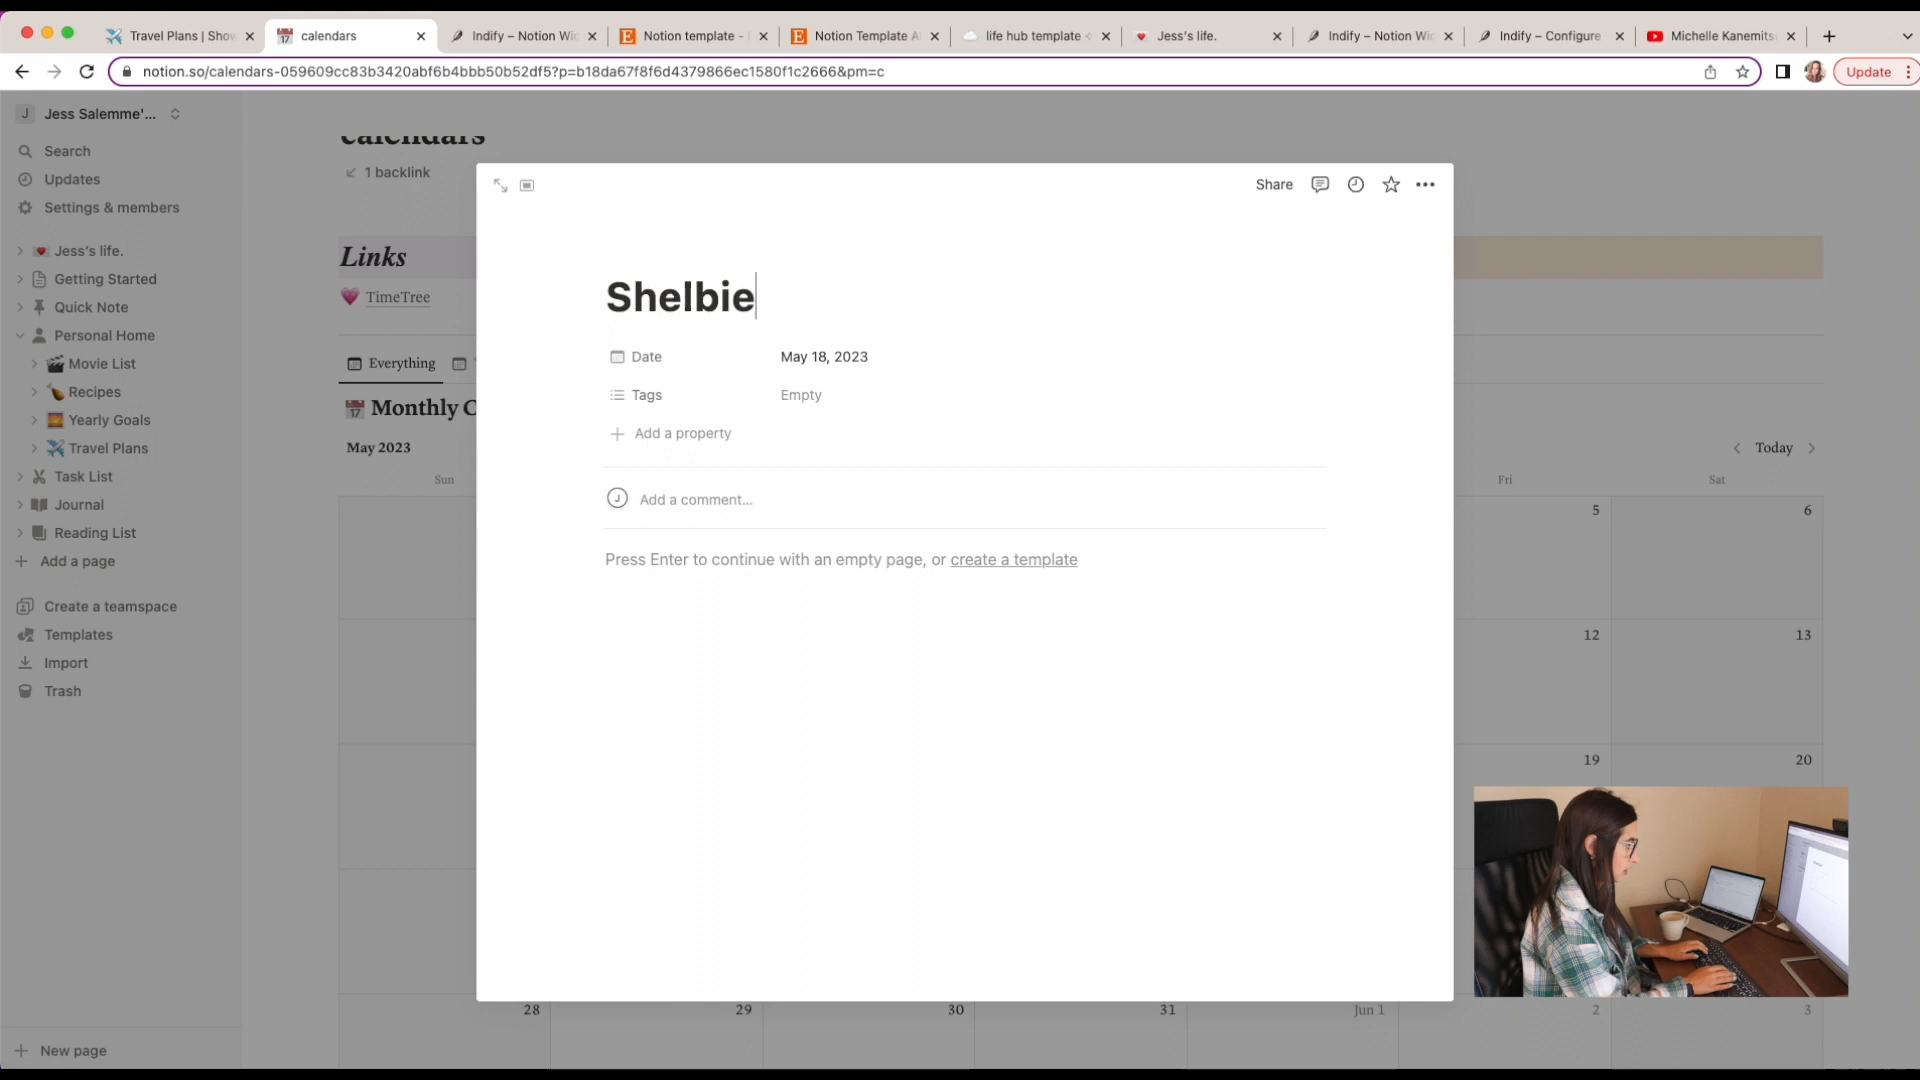 Travel Plans | Show
calendars
Indify – Notion Wi
Notion template –
Notion Template
life hub template
Jess's life.
Indify – Notion Wi
Indify – Configure
Michelle Kanemits
notion.so/calendars-059609cc83b3420abf6b4bbb50b52df5?p=b18da67f8f6d4379866ec1580f1c2666&pm=c
Update
J Jess Salemme'...
Search
Updates
Settings & members
Jess's life.
Getting Started
Quick Note
Personal Home
Movie List
Recipes
Yearly Goals
Travel Plans
Task List
Journal
Reading List
Add a page
Create a teamspace
Templates
Import
Trash
New page
calendars
1 backlink
Links
TimeTree
Everything
Monthly C
May 2023
Today
Sun
Fri
Sat
5
6
12
13
19
20
28
29
30
31
Jun 1
2
3
Share
Shelbie
Date
May 18, 2023
Tags
Empty
Add a property
J Add a comment...
Press Enter to continue with an empty page, or create a template